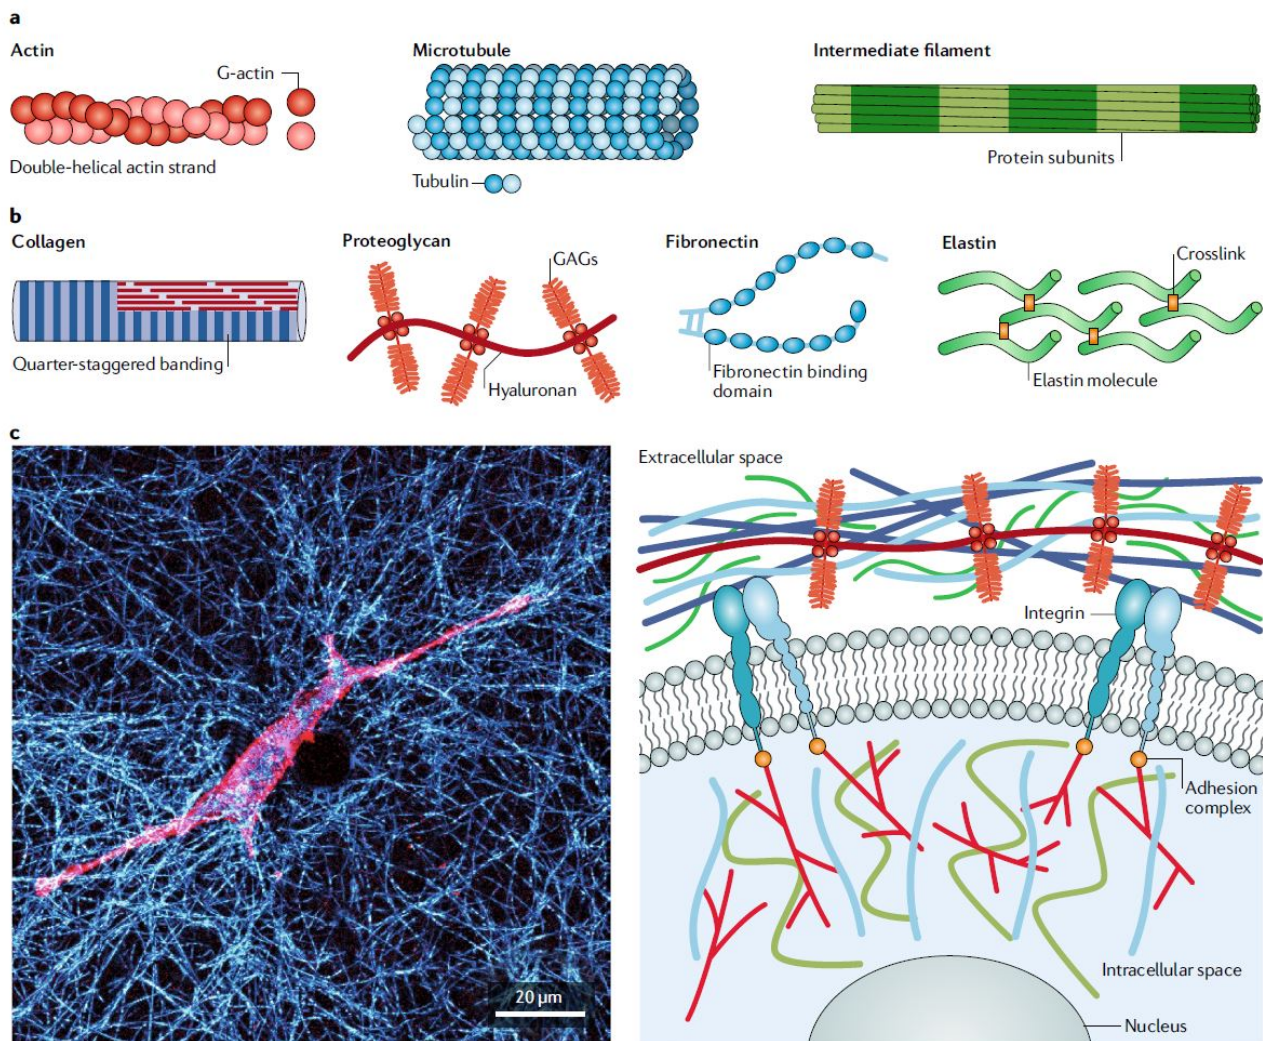 a
Actin
G-actin
Double-helical actin strand
Microtubule
Tubulin
Intermediate filament
Protein subunits
b
Collagen
Quarter-staggered banding
Proteoglycan
GAGs
Hyaluronan
Fibronectin
Fibronectin binding
domain
Elastin
Crosslink
Elastin molecule
c
20 µm
Extracellular space
Integrin
Adhesion
complex
Intracellular space
Nucleus